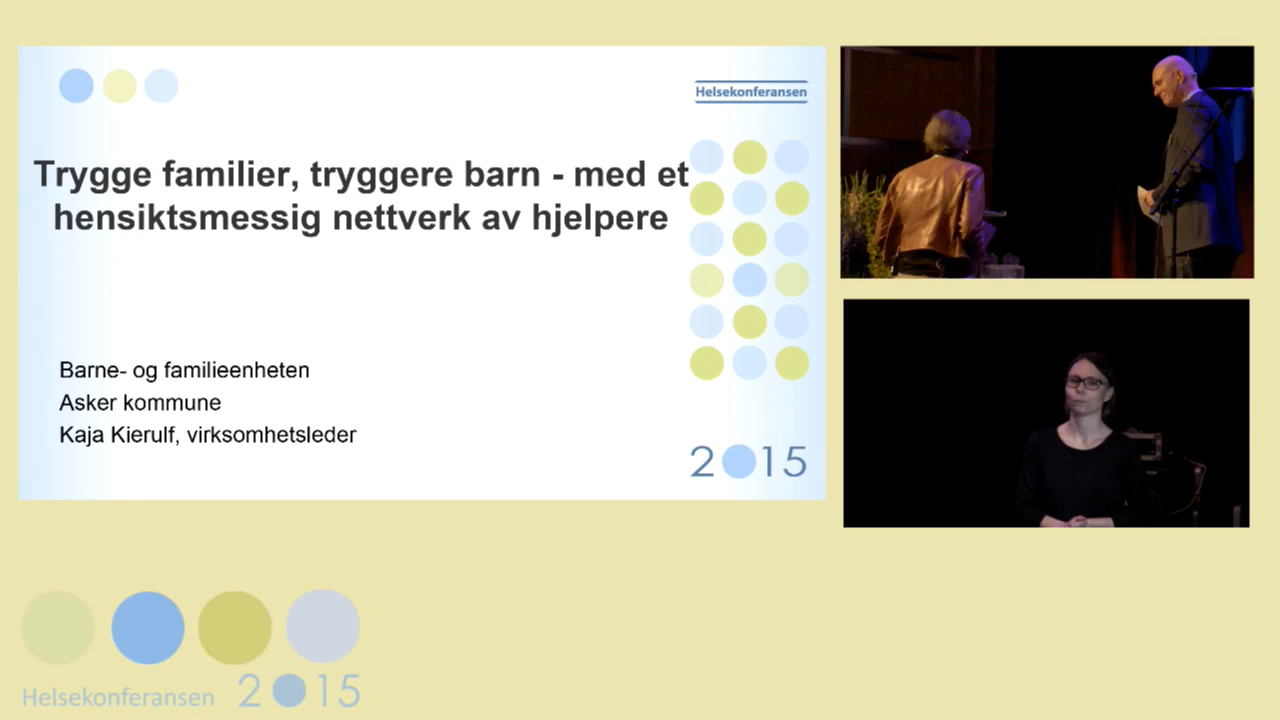 Helsekonferansen
Trygge familier, tryggere barn - med et
hensiktsmessig nettverk av hjelpere
Barne- og familieenheten
Asker kommune
Kaja Kierulf, virksomhetsleder
2015
Helsekonferansen 2015